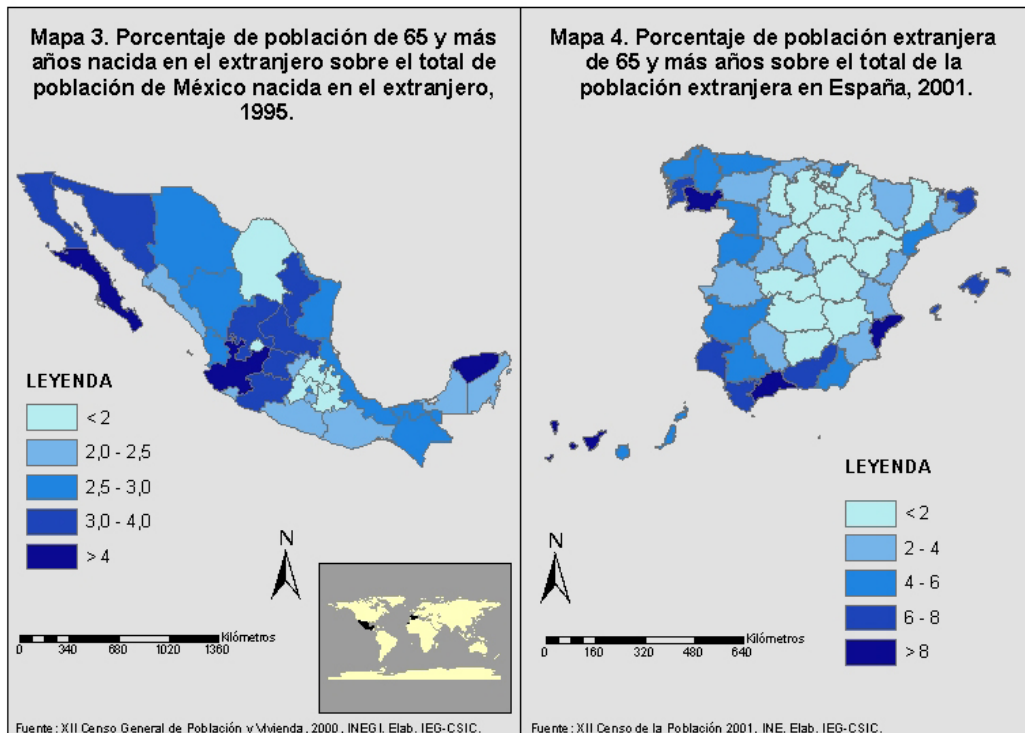 Mapa 3. Porcentaje de población de 65 y más
años nacida en el extranjero sobre el total de
población de México nacida en el extranjero,
1995.
LEYENDA
< 2
2,0 - 2,5
2,5 - 3,0
3,0 - 4,0
> 4
N
Kilómetros
0 340 680 1020 1360
Fuente: XII Censo General de Población y Vivienda, 2000, INEGI. Elab. IEG-CSIC.
Mapa 4. Porcentaje de población extranjera
de 65 y más años sobre el total de la
población extranjera en España, 2001.
LEYENDA
< 2
2 - 4
4 - 6
6 - 8
> 8
N
Kilómetros
0 160 320 480 640
Fuente: XII Censo de la Población 2001, INE. Elab. IEG-CSIC.